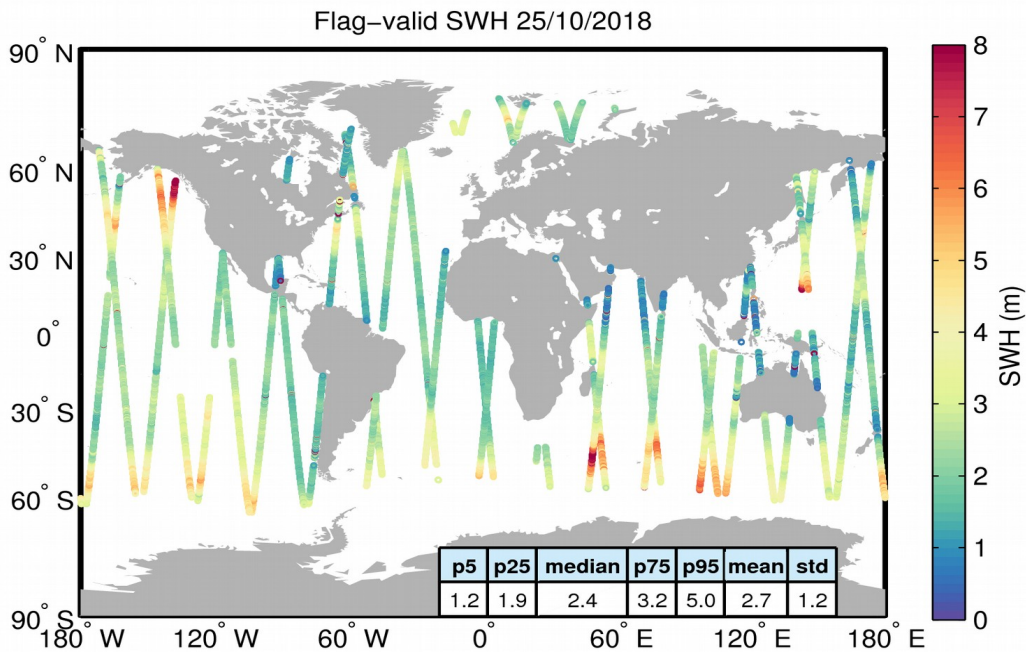 Flag−valid SWH 25/10/2018
90° N
60° N
30° N
0°
30° S
60° S
90° S
180° W
120° W
60° W
0°
60° E
120° E
180° E
p5 p25 median p75 p95 mean std
1.2 1.9 2.4 3.2 5.0 2.7 1.2
8
7
6
5
4
3
2
1
0
SWH (m)